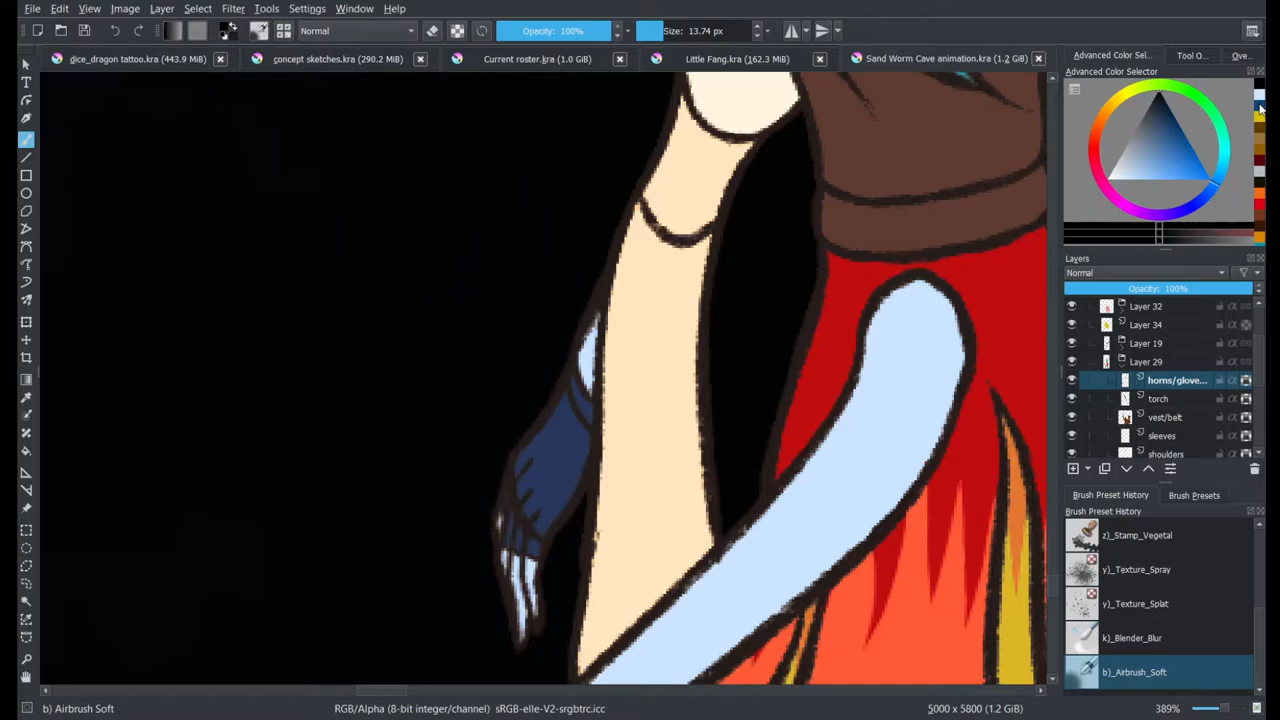 File Edit View Image Layer Select Filter Tools Settings Window Help
Normal Opacity: 100% Size: 13.74 px
dice_dragon tattoo.kra (443.9 MiB) concept sketches.kra (290.2 MiB) Current roster.kra (1.0 GiB) Little Fang.kra (162.3 MiB) Sand Worm Cave animation.kra (1.2 GiB)
Advanced Color Sel... Tool O... Ove...
Advanced Color Selector
Layers
Normal
Opacity: 100%
Layer 32
Layer 34
Layer 19
Layer 29
horns/glove...
torch
vest/belt
sleeves
shoulders
Brush Preset History Brush Presets
Brush Preset History
z)_Stamp_Vegetal
y)_Texture_Spray
y)_Texture_Splat
k)_Blender_Blur
b)_Airbrush_Soft
b) Airbrush Soft RGB/Alpha (8-bit integer/channel) sRGB-elle-V2-srgbtrc.icc 5000 x 5800 (1.2 GiB) 389%